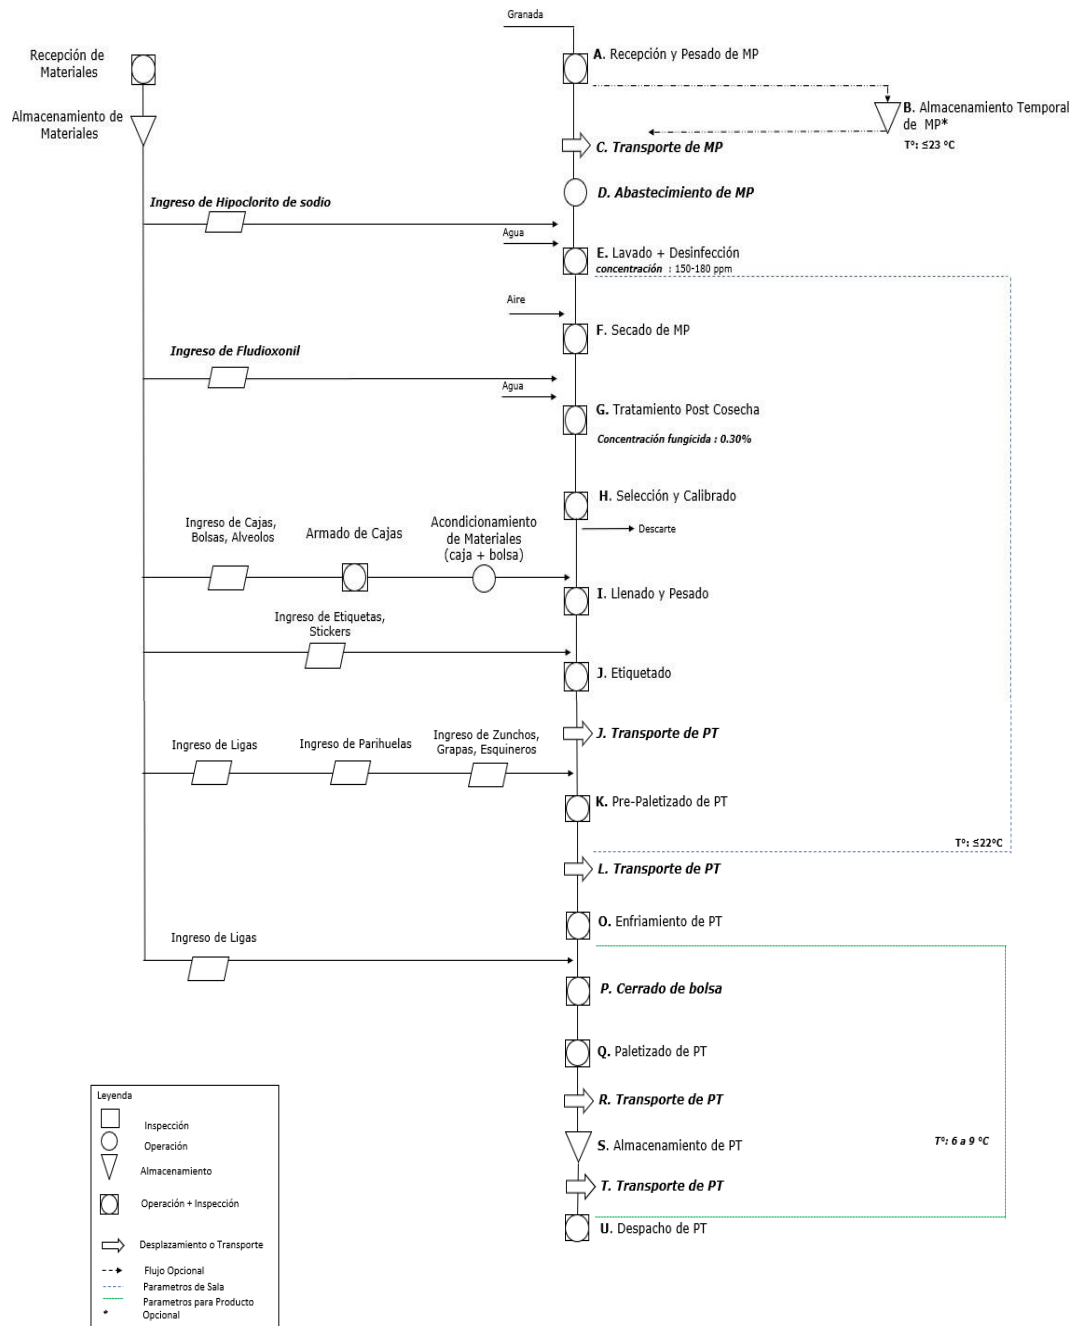 Granada
Recepción de
Materiales
A. Recepción y Pesado de MP
Almacenamiento de
Materiales
B. Almacenamiento Temporal
de MP*
Tº: ≤23 ºC
C. Transporte de MP
D. Abastecimiento de MP
Ingreso de Hipoclorito de sodio
Agua
E. Lavado + Desinfección
concentración : 150-180 ppm
Aire
F. Secado de MP
Ingreso de Fludioxonil
Agua
G. Tratamiento Post Cosecha
Concentración fungicida : 0.30%
H. Selección y Calibrado
Descarte
Ingreso de Cajas,
Bolsas, Alveolos
Armado de Cajas
Acondicionamiento
de Materiales
(caja + bolsa)
I. Llenado y Pesado
Ingreso de Etiquetas,
Stickers
J. Etiquetado
J. Transporte de PT
Ingreso de Ligas
Ingreso de Parihuelas
Ingreso de Zunchos,
Grapas, Esquineros
K. Pre-Paletizado de PT
Tº: ≤22ºC
L. Transporte de PT
O. Enfriamiento de PT
Ingreso de Ligas
P. Cerrado de bolsa
Q. Paletizado de PT
R. Transporte de PT
S. Almacenamiento de PT
Tº: 6 a 9 ºC
T. Transporte de PT
U. Despacho de PT
Leyenda
Inspección
Operación
Almacenamiento
Operación + Inspección
Desplazamiento o Transporte
Flujo Opcional
Parametros de Sala
Parametros para Producto
* Opcional